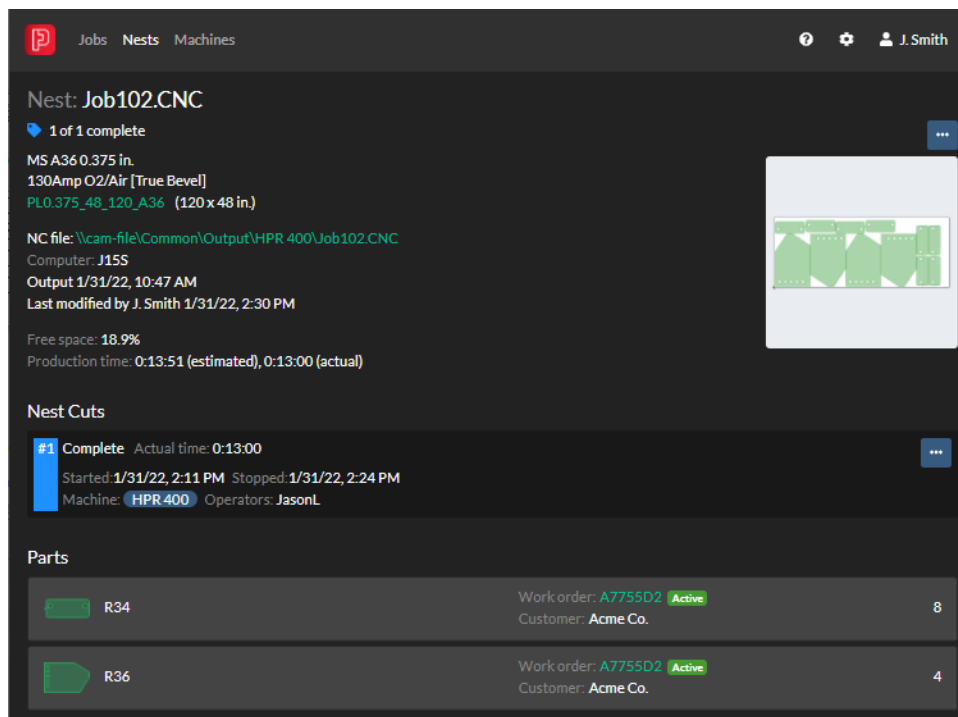 Jobs Nests Machines J. Smith
Nest: Job102.CNC
1 of 1 complete
MS A36 0.375 in.
130Amp O2/Air [True Bevel]
PL0.375_48_120_A36 (120 x 48 in.)
NC file: \\cam-file\Common\Output\HPR 400\Job102.CNC
Computer: J15S
Output 1/31/22, 10:47 AM
Last modified by J. Smith 1/31/22, 2:30 PM
Free space: 18.9%
Production time: 0:13:51 (estimated), 0:13:00 (actual)
Nest Cuts
#1 Complete Actual time: 0:13:00
Started:1/31/22, 2:11 PM Stopped:1/31/22, 2:24 PM
Machine: HPR 400 Operators: JasonL
Parts
R34 Work order: A7755D2 Active 8
Customer: Acme Co.
R36 Work order: A7755D2 Active 4
Customer: Acme Co.